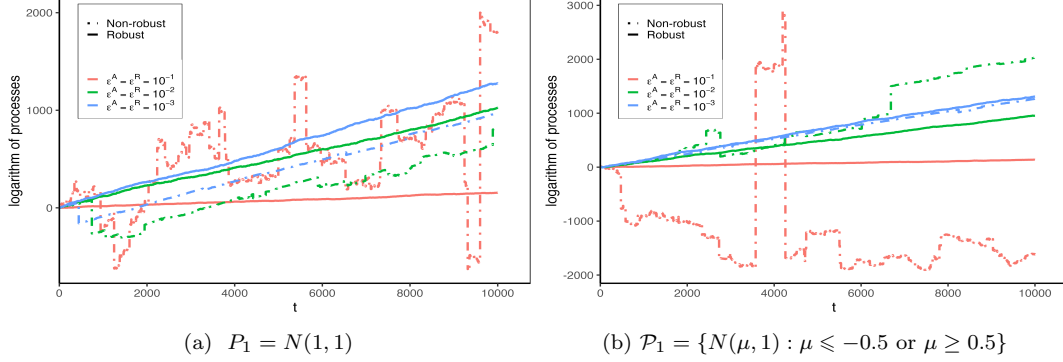 2000
1000
0
logarithm of processes
Non-robust
Robust
ε^A − ε^R − 10^−1
ε^A − ε^R − 10^−2
ε^A − ε^R − 10^−3
0 2000 4000 6000 8000 10000
t
(a) P₁ = N(1, 1)
3000
2000
1000
0
-1000
-2000
logarithm of processes
Non-robust
Robust
ε^A − ε^R − 10^−1
ε^A − ε^R − 10^−2
ε^A − ε^R − 10^−3
0 2000 4000 6000 8000 10000
t
(b) 𝒫₁ = {N(μ, 1) : μ ⩽ −0.5 or μ ≥ 0.5}